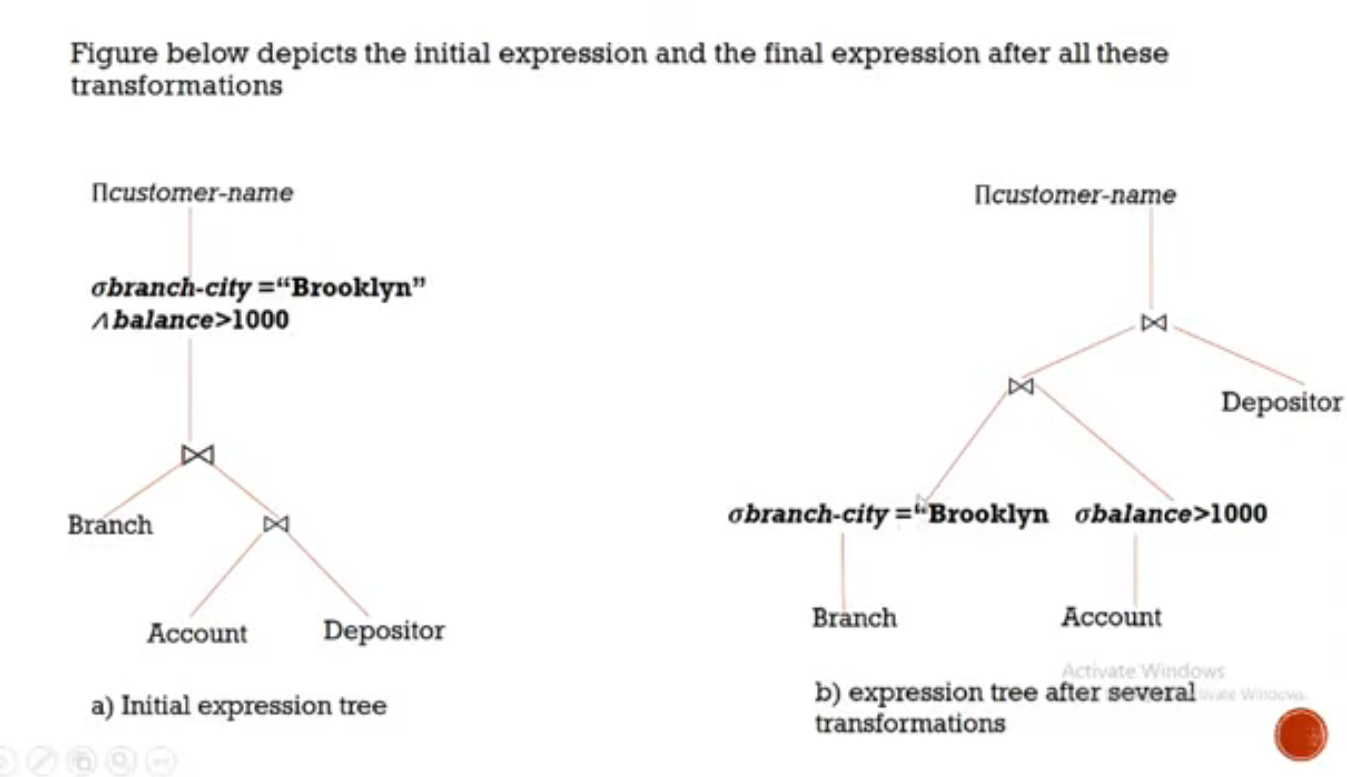 Figure below depicts the initial expression and the final expression after all these
transformations
∏customer-name
σbranch-city =“Brooklyn”
∧balance>1000
⋈
Branch
⋈
Account
Depositor
a) Initial expression tree
∏customer-name
⋈
⋈
Depositor
σbranch-city =“Brooklyn
σbalance>1000
Branch
Account
Activate Windows
b) expression tree after several
transformations